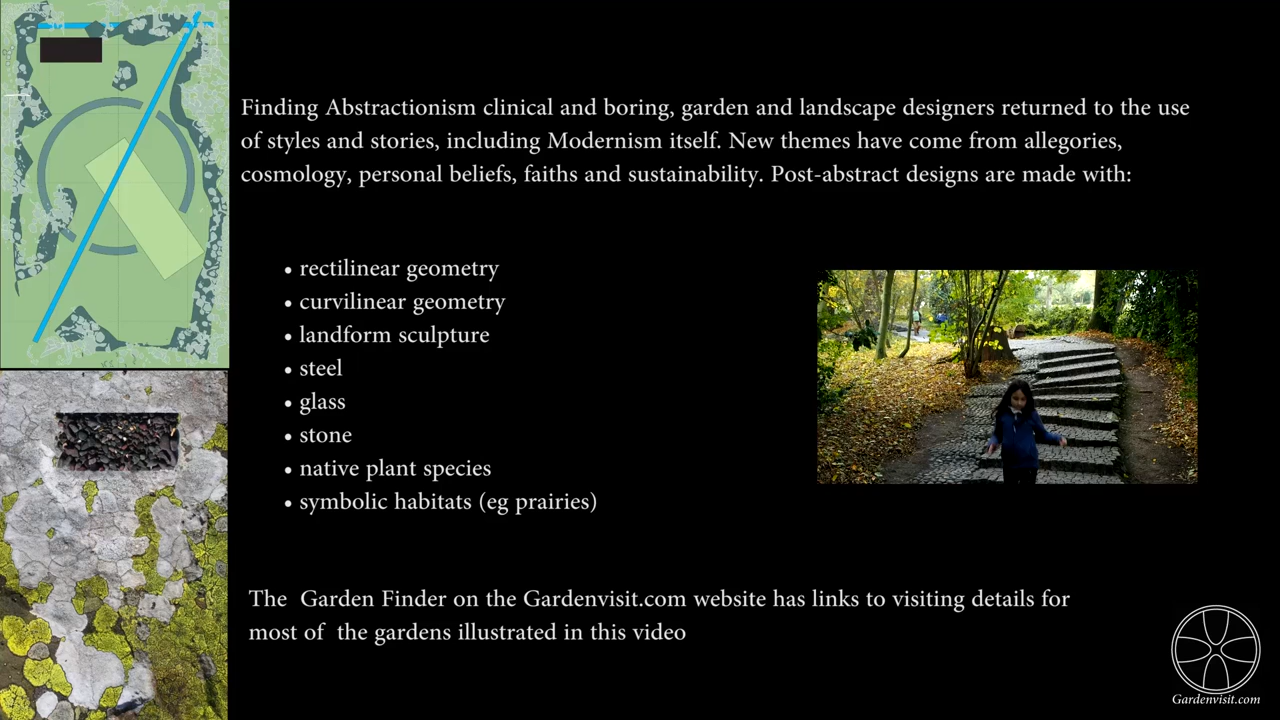 Finding Abstractionism clinical and boring, garden and landscape designers returned to the use
of styles and stories, including Modernism itself. New themes have come from allegories,
cosmology, personal beliefs, faiths and sustainability. Post-abstract designs are made with:
• rectilinear geometry
• curvilinear geometry
• landform sculpture
• steel
• glass
• stone
• native plant species
• symbolic habitats (eg prairies)
The Garden Finder on the Gardenvisit.com website has links to visiting details for
most of the gardens illustrated in this video
Gardenvisit.com